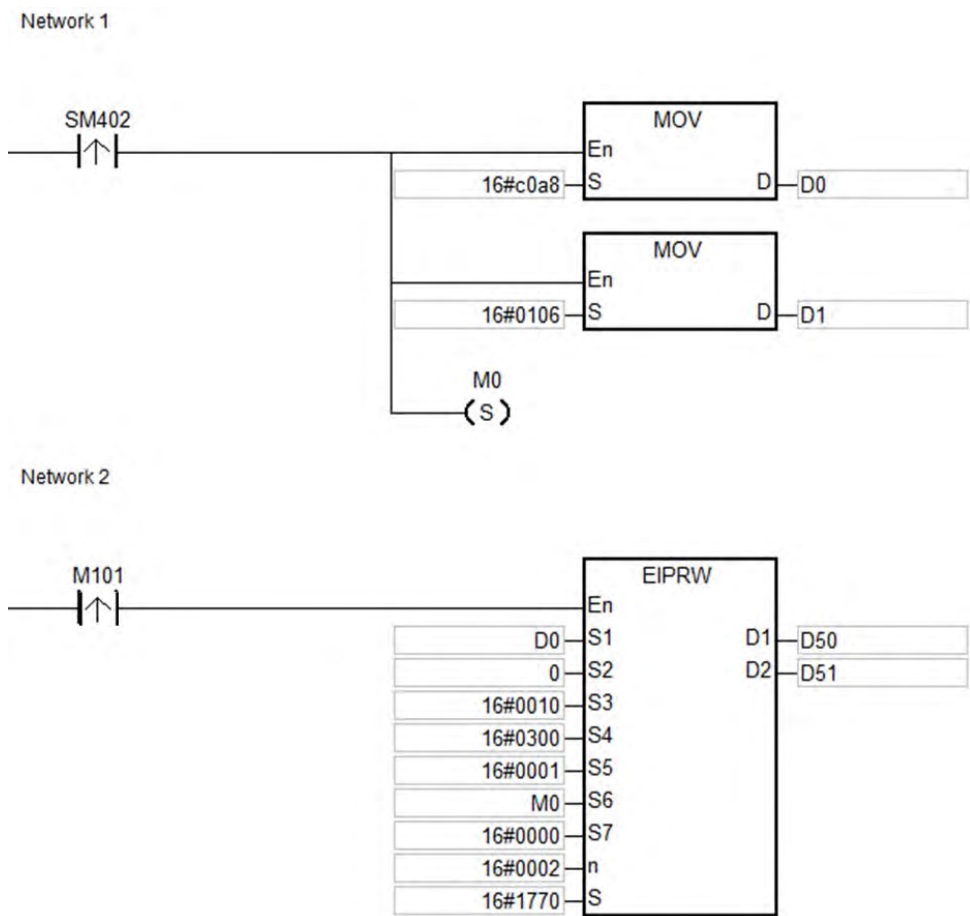 Network 1
SM402
MOV
En
16#c0a8 S D D0
MOV
En
16#0106 S D D1
M0
S
Network 2
M101
EIPRW
En
D0 S1 D1 D50
0 S2 D2 D51
16#0010 S3
16#0300 S4
16#0001 S5
M0 S6
16#0000 S7
16#0002 n
16#1770 S